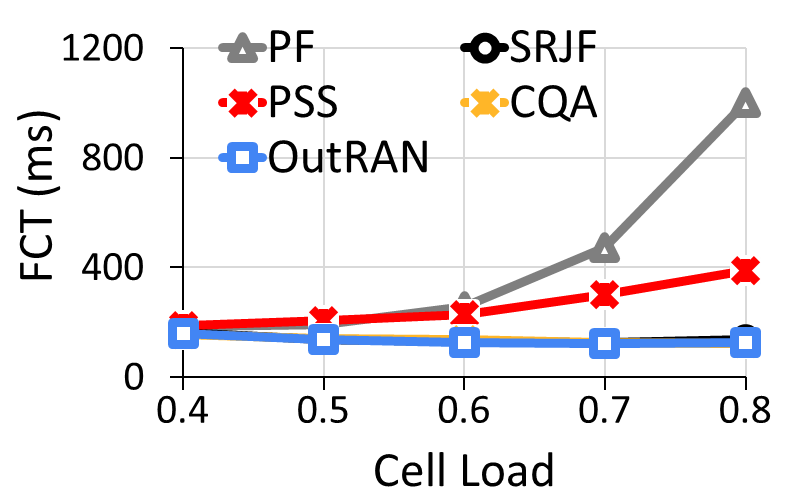 1200
PF
SRJF
PSS
CQA
800
OutRAN
FCT (ms)
400
0
0.4
0.5
0.6
0.7
0.8
Cell Load